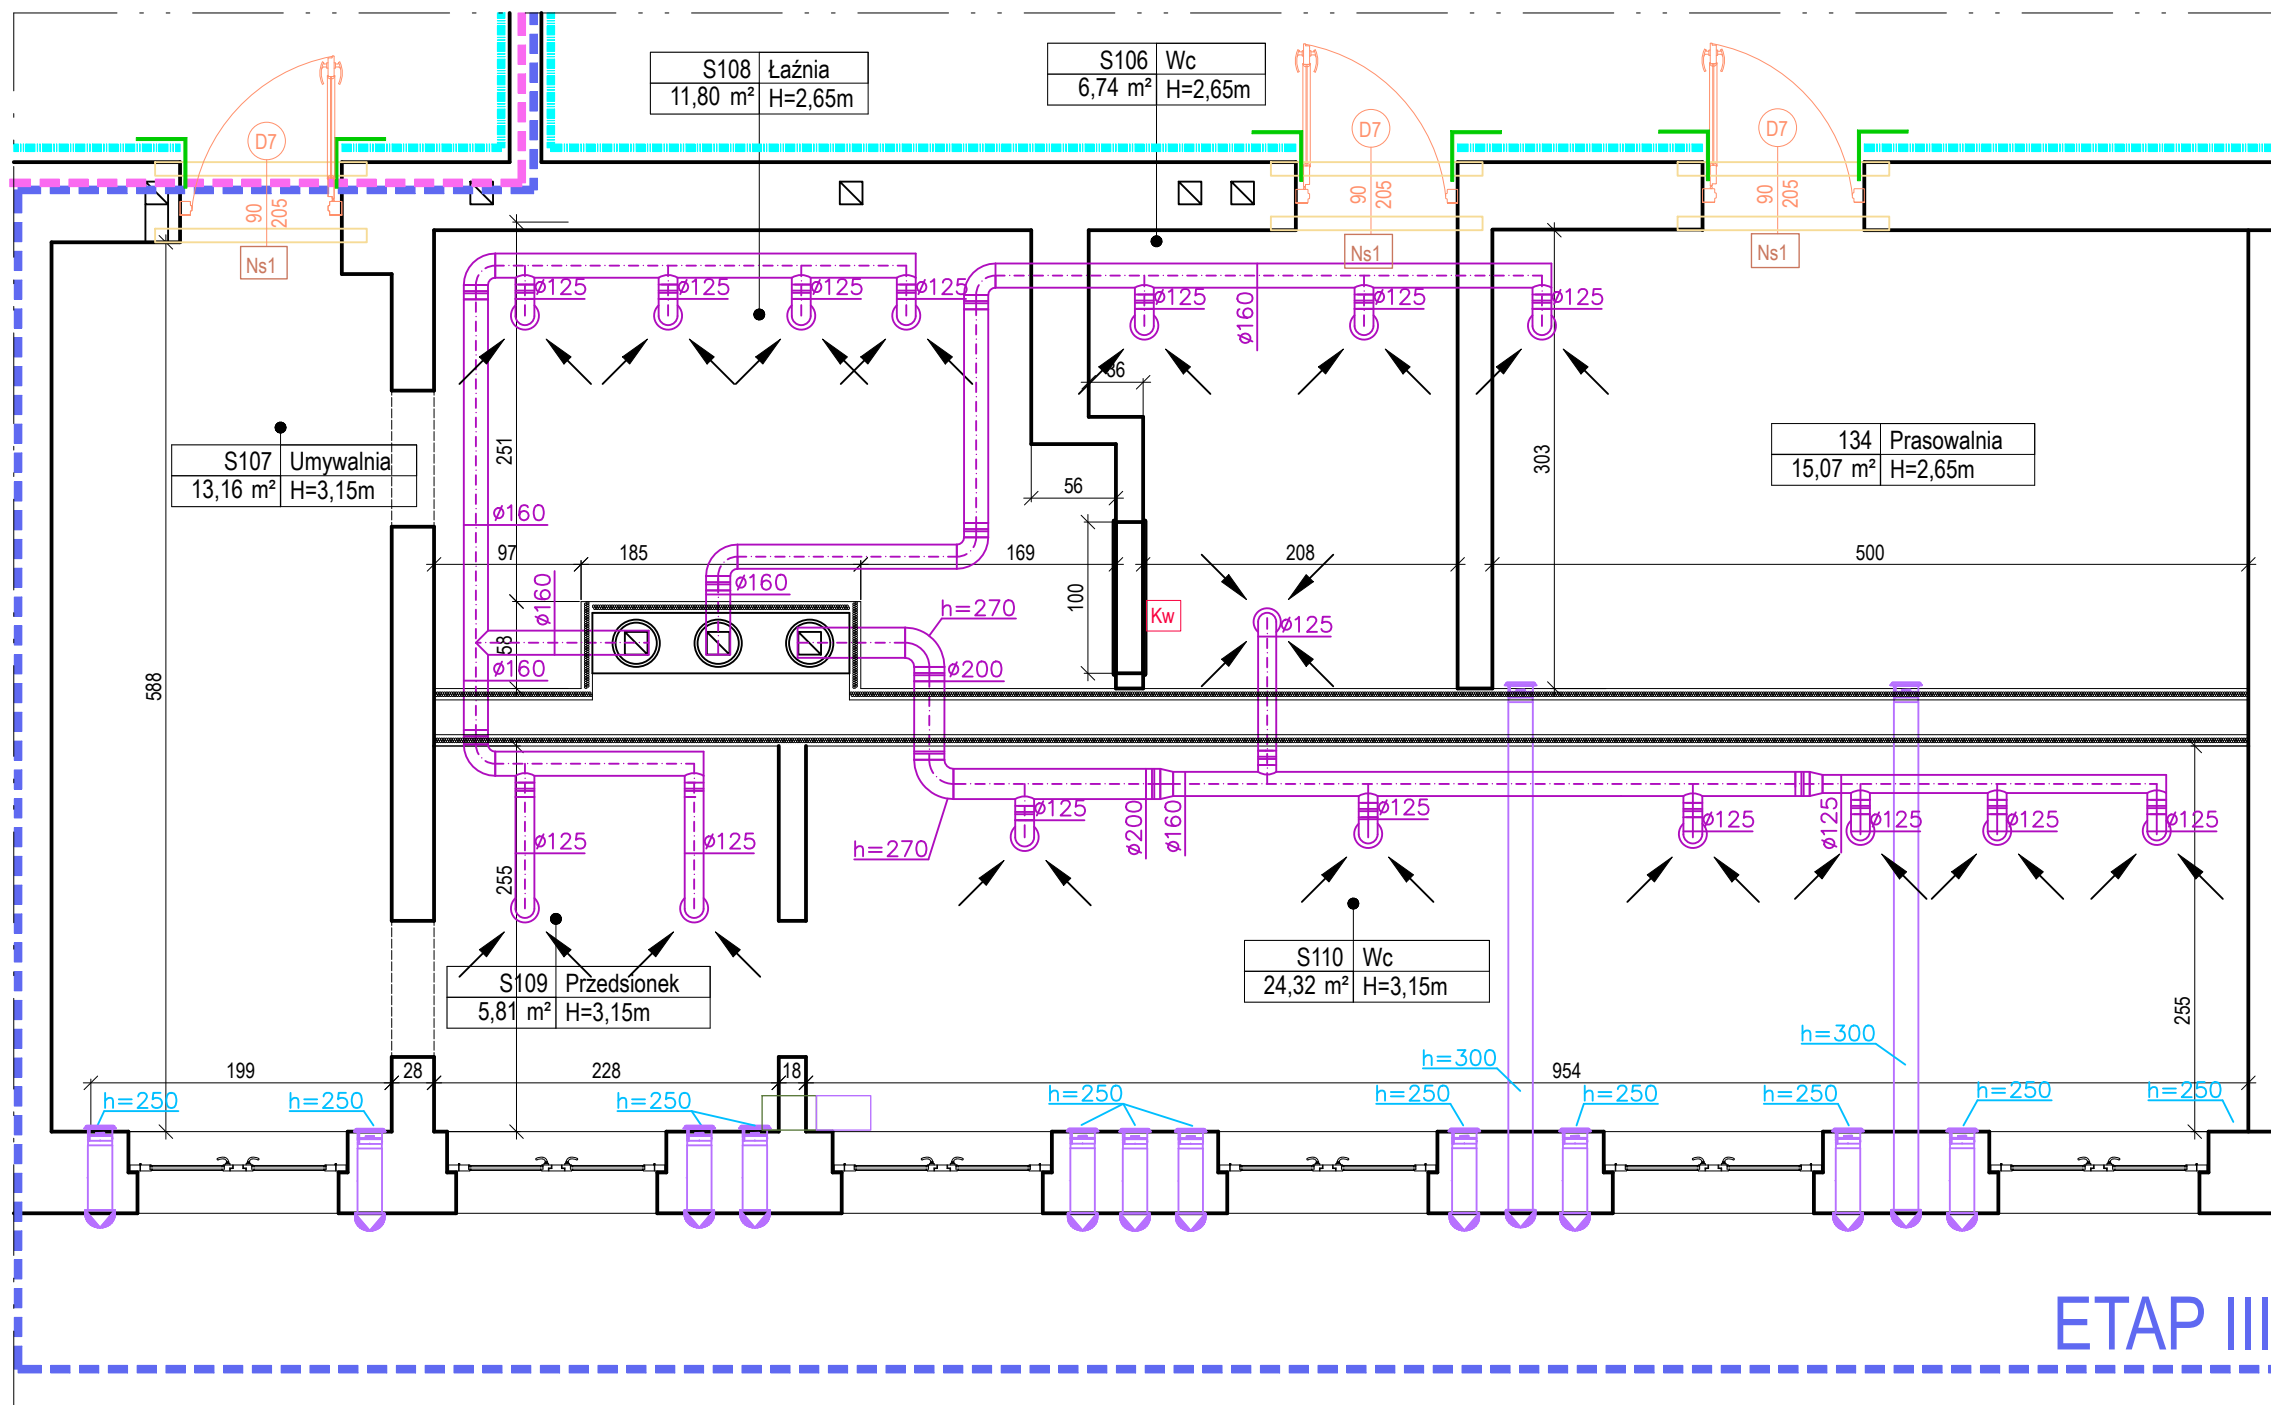 S108 Łaźnia
11,80 m² H=2,65m
S106 Wc
6,74 m² H=2,65m
D7
D7
D7
90
205
90
205
90
205
Ns1
Ns1
Ns1
ø125
ø125
ø125
ø125
ø125
ø160
ø125
ø125
36
S107 Umywalnia
13,16 m² H=3,15m
251
303
134 Prasowalnia
15,07 m² H=2,65m
56
ø160
97
185
169
208
500
ø160
ø160
100
h=270
Kw
ø125
58
ø160
ø200
588
ø125
ø125
ø125
ø200
ø160
ø125
ø125
ø125
ø125
ø125
ø125
h=270
255
S109 Przedsionek
5,81 m² H=3,15m
S110 Wc
24,32 m² H=3,15m
255
h=300
h=300
199
28
228
18
954
h=250
h=250
h=250
h=250
h=250
h=250
h=250
h=250
h=250
ETAP III